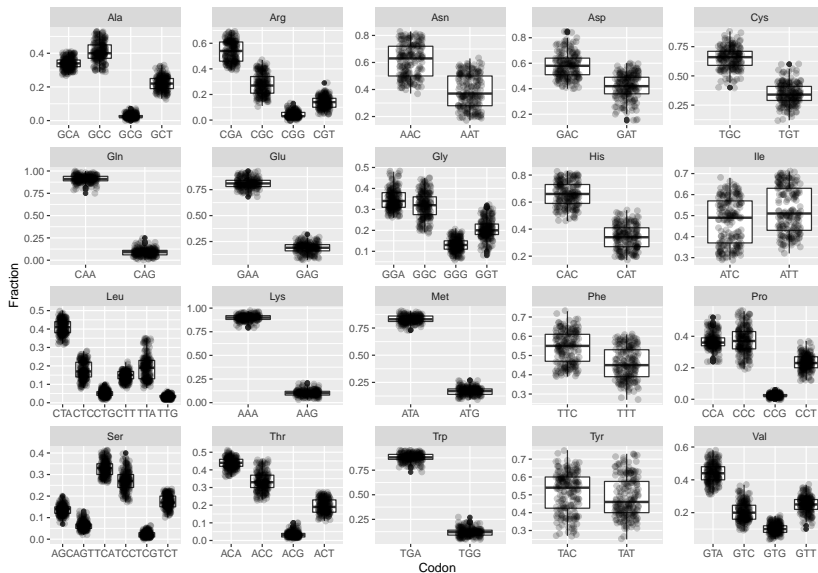 Ala Arg Asn Asp Cys
0.4 0.2 0.0
0.6 0.4 0.2 0.0
0.8 0.6 0.4 0.2
0.8 0.6 0.4 0.2
0.75 0.50 0.25
GCA GCC GCG GCT CGA CGC CGG CGT AAC AAT GAC GAT TGC TGT
Gln Glu Gly His Ile
1.00 0.75 0.50 0.25 0.00
0.75 0.50 0.25
0.5 0.4 0.3 0.2 0.1
0.8 0.6 0.4 0.2
0.7 0.6 0.5 0.4 0.3
CAA CAG GAA GAG GGA GGC GGG GGT CAC CAT ATC ATT
Fraction
Leu Lys Met Phe Pro
0.5 0.4 0.3 0.2 0.1 0.0
1.00 0.75 0.50 0.25 0.00
0.75 0.50 0.25
0.7 0.6 0.5 0.4 0.3
0.4 0.2 0.0
CTA CTC CTG CTT TTA TTG AAA AAG ATA ATG TTC TTT CCA CCC CCG CCT
Ser Thr Trp Tyr Val
0.4 0.3 0.2 0.1 0.0
0.5 0.4 0.3 0.2 0.1 0.0
0.75 0.50 0.25
0.7 0.6 0.5 0.4 0.3
0.6 0.4 0.2
AGC AGT TCA TCC TCG TCT ACA ACC ACG ACT TGA TGG TAC TAT GTA GTC GTG GTT
Codon